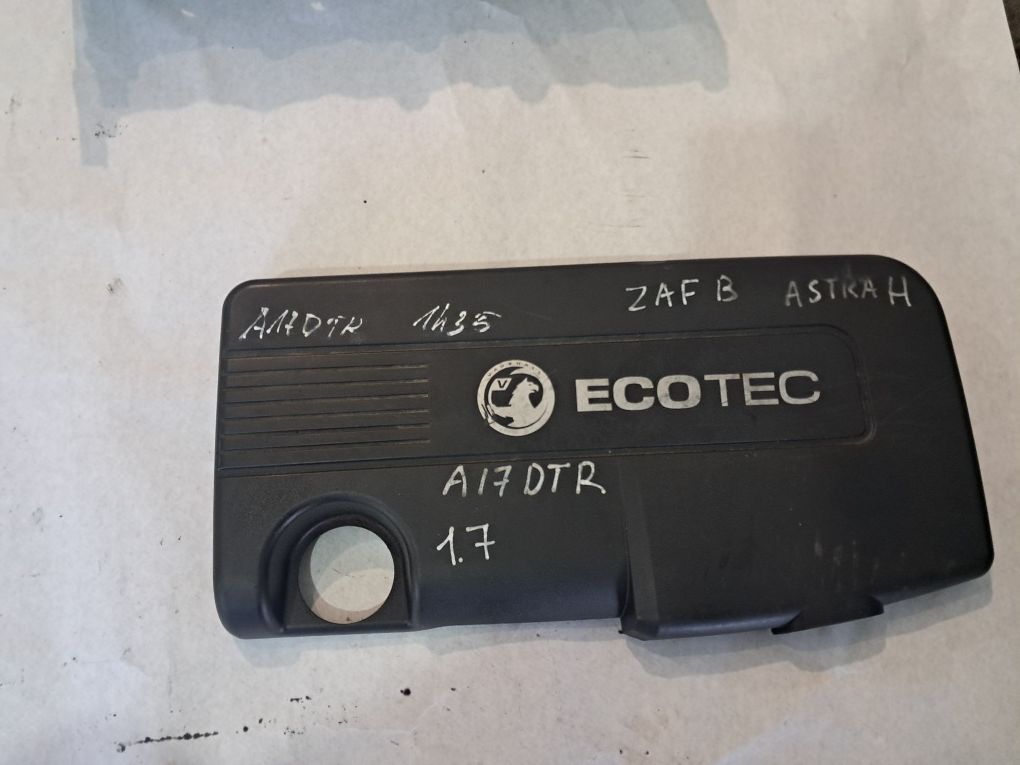 A17DTR 1435 ZAF B ASTRA H
V ECOTEC
A17DTR
1.7